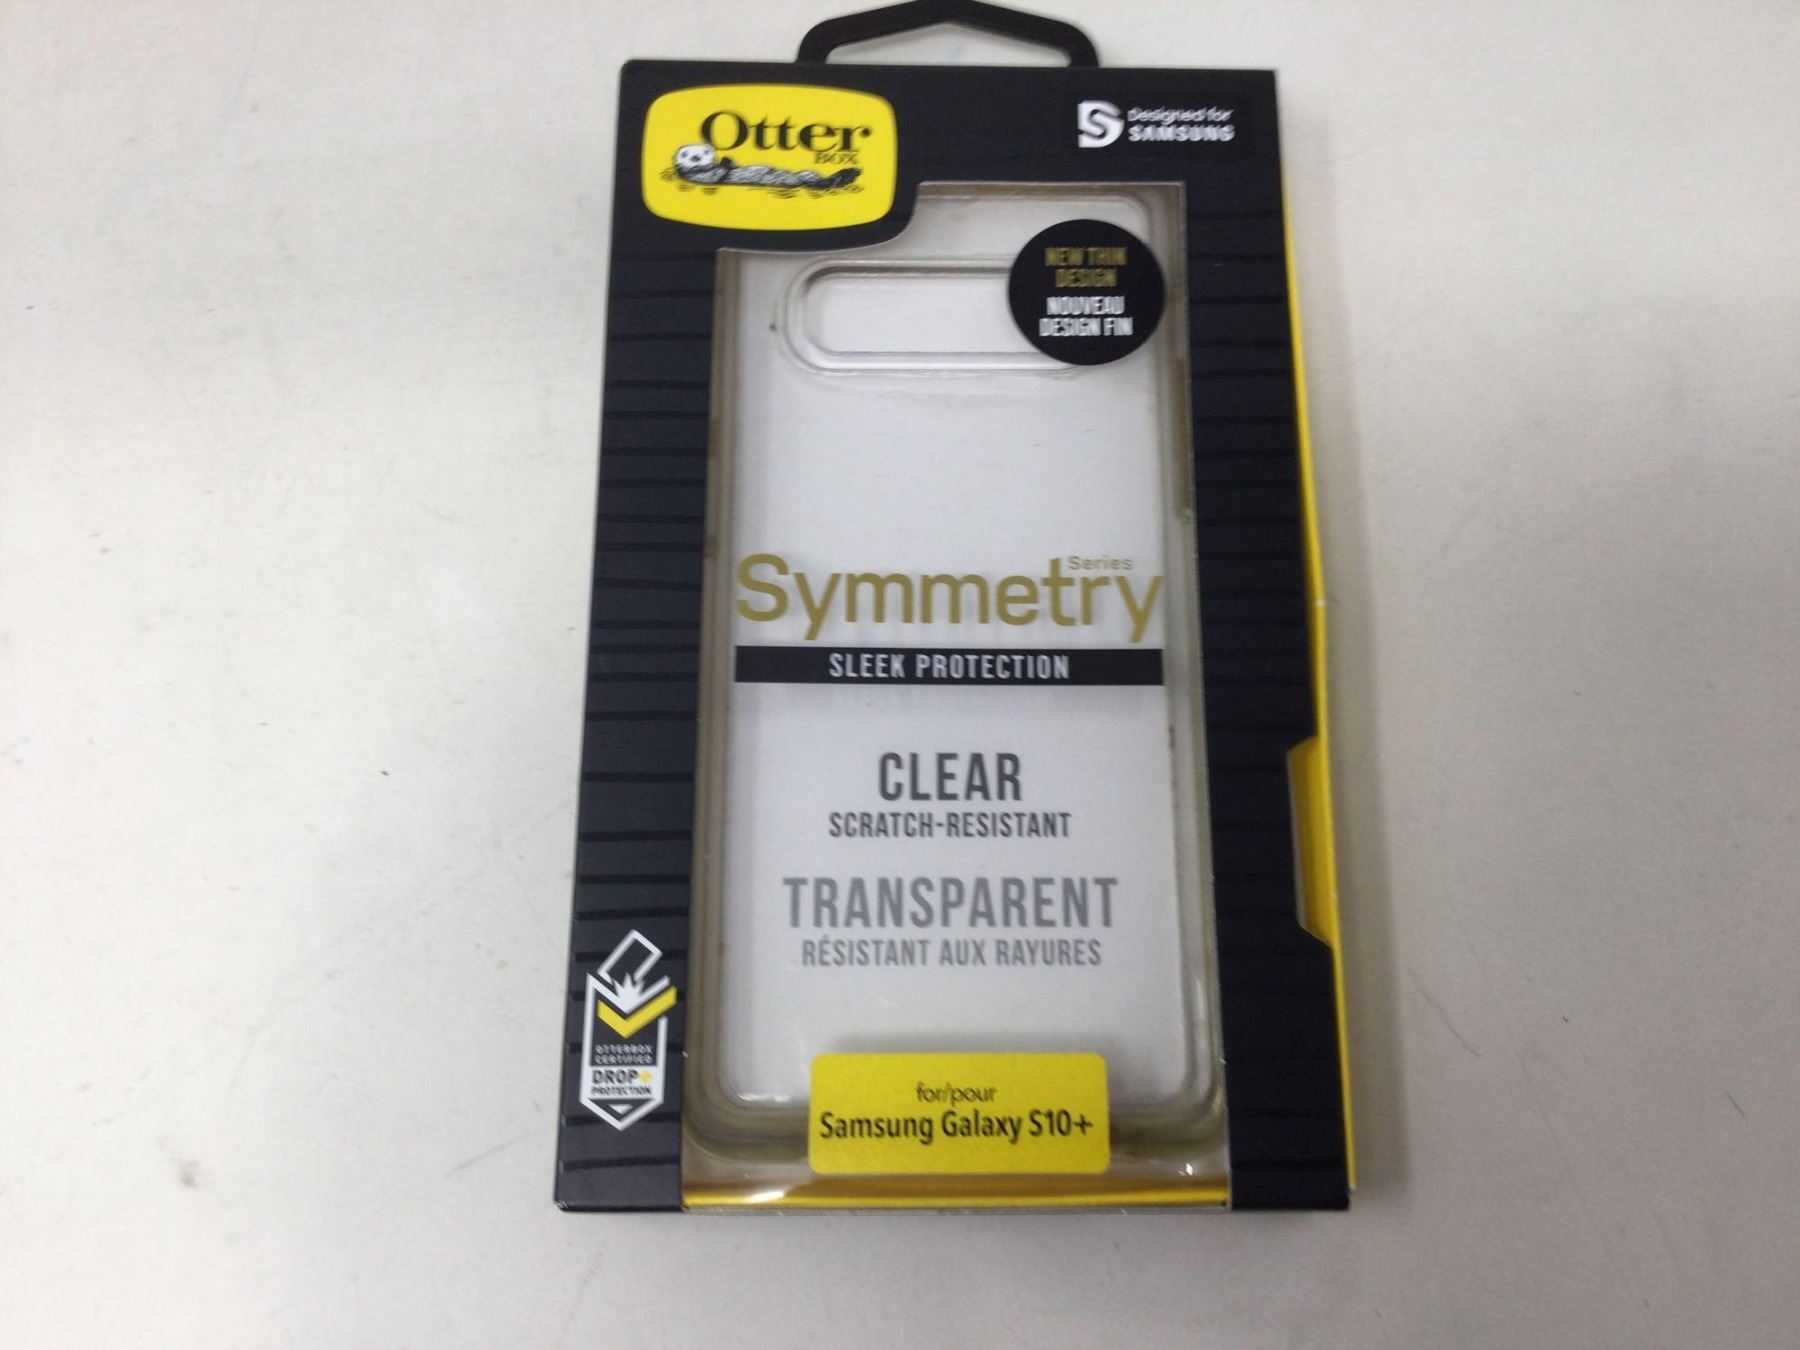 Otter
BOX
Designed for
SAMSUNG
NEW THIN
DESIGN
NOUVEAU
DESIGN FIN
Symmetry Series
SLEEK PROTECTION
CLEAR
SCRATCH-RESISTANT
TRANSPARENT
RÉSISTANT AUX RAYURES
OTTERBOX
CERTIFIED
DROP+
PROTECTION
for/pour
Samsung Galaxy S10+